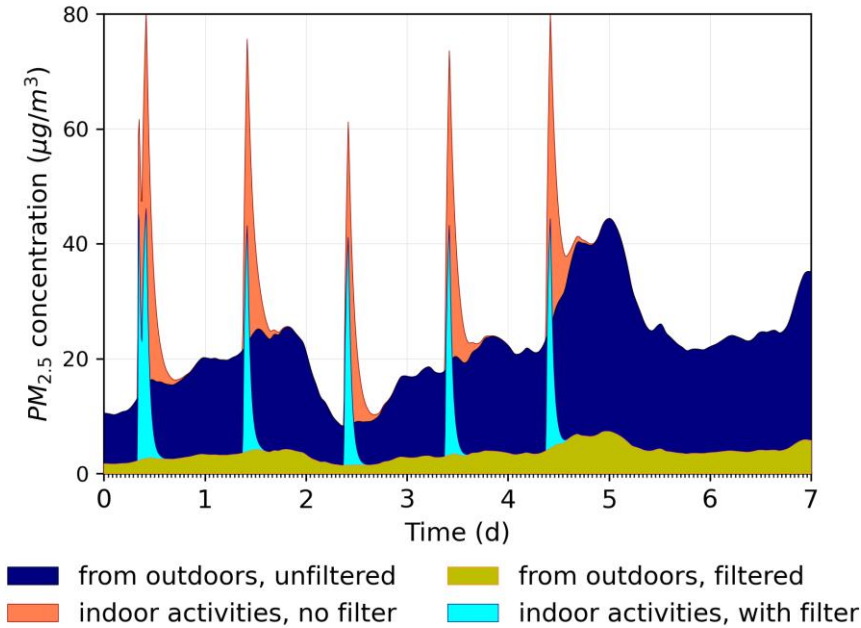 80
60
40
20
0
PM2.5 concentration (μg/m3)
0 1 2 3 4 5 6 7
Time (d)
from outdoors, unfiltered from outdoors, filtered
indoor activities, no filter indoor activities, with filter